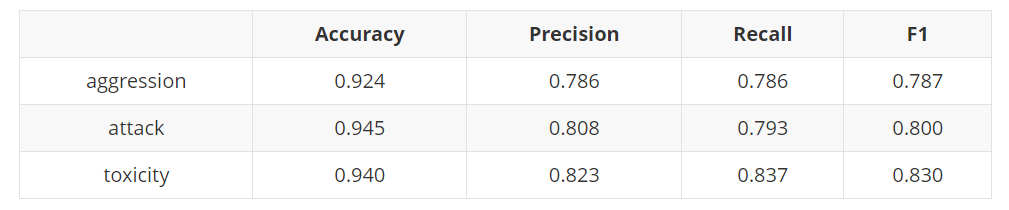 Accuracy Precision Recall F1
aggression 0.924 0.786 0.786 0.787
attack 0.945 0.808 0.793 0.800
toxicity 0.940 0.823 0.837 0.830